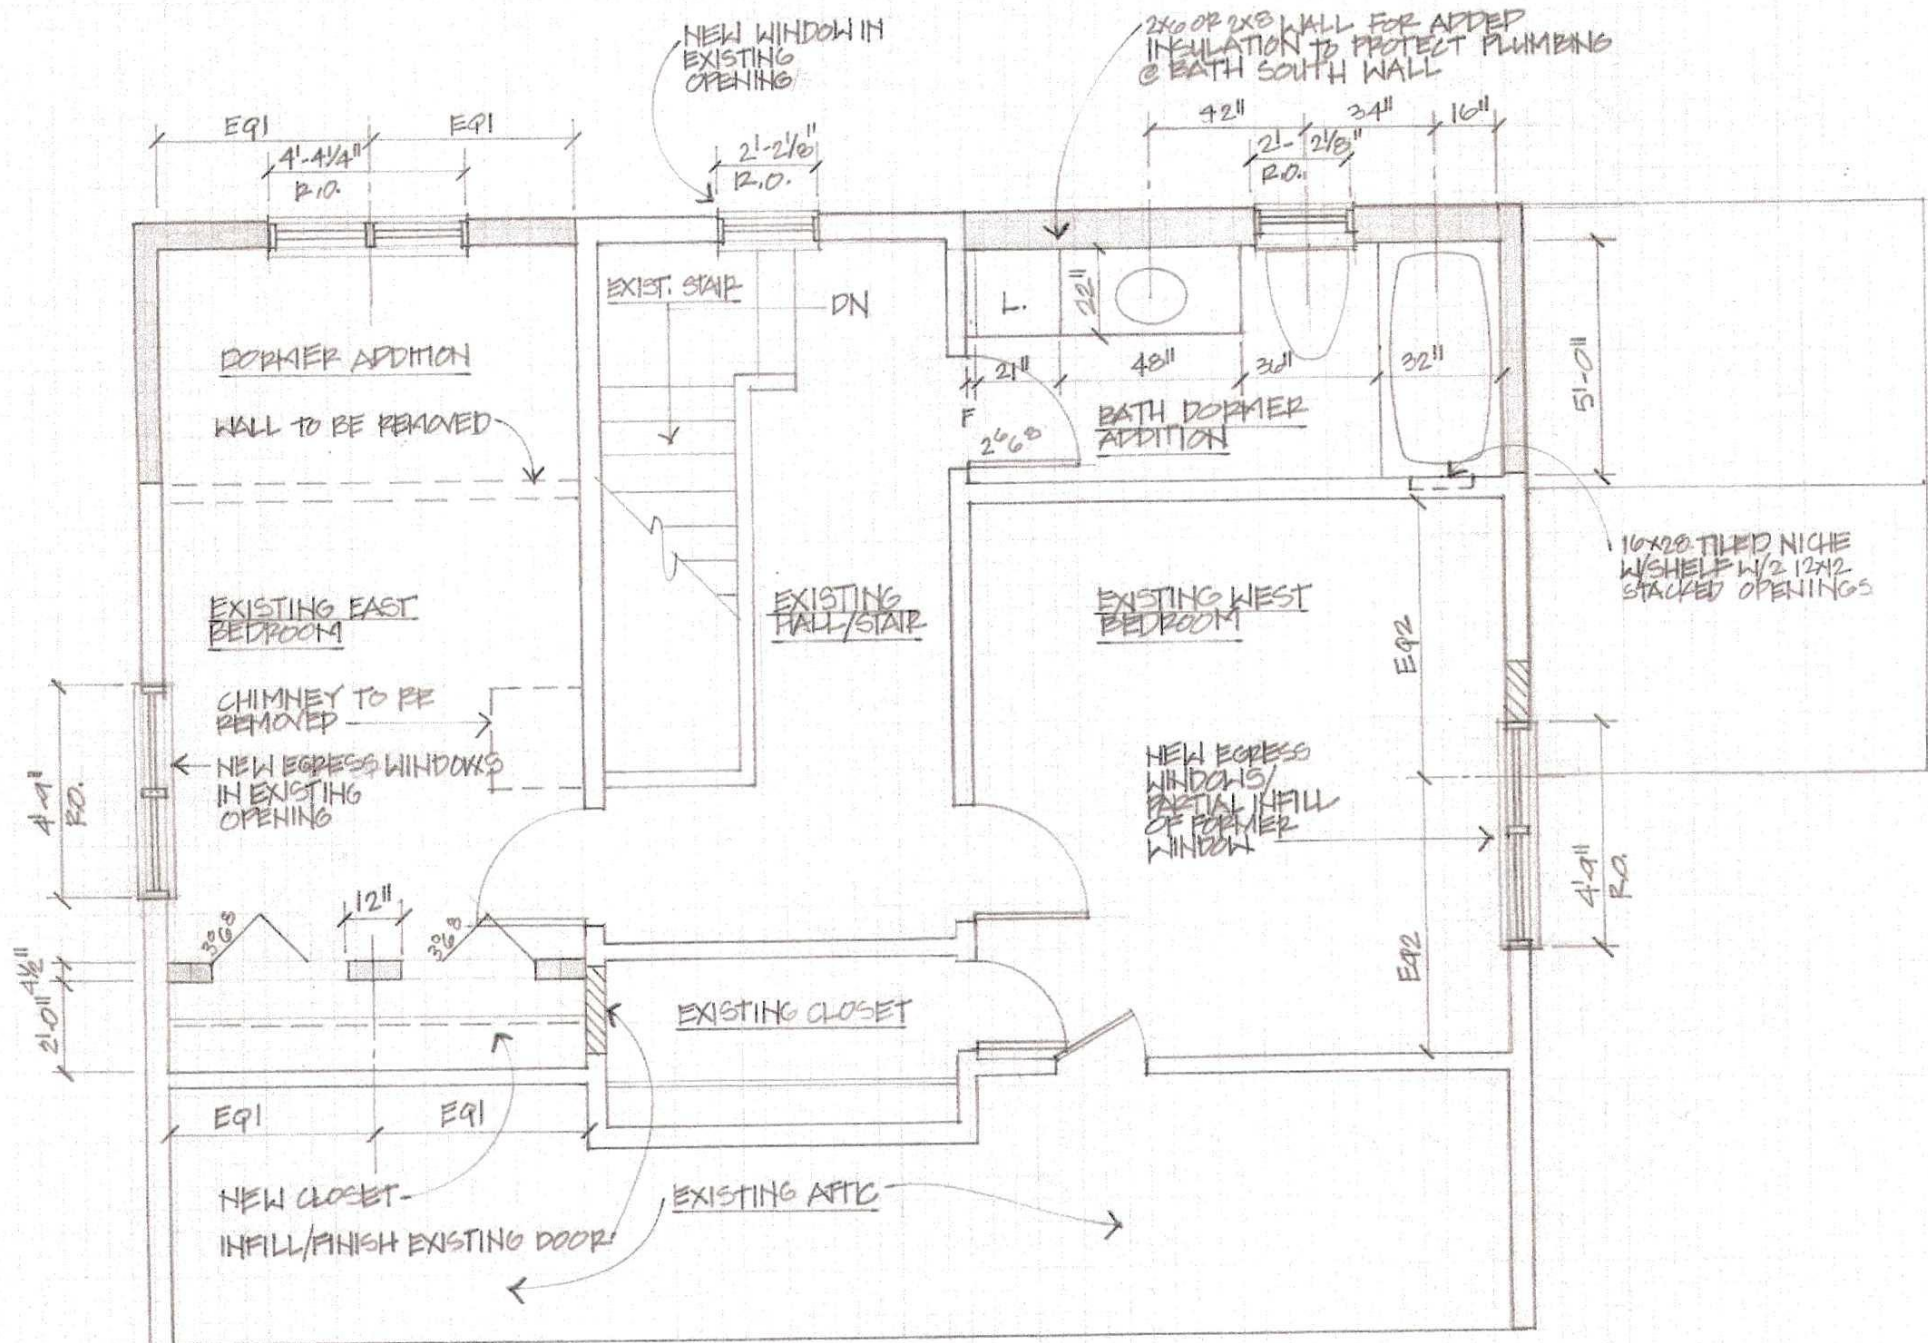 NEW WINDOW IN
EXISTING
OPENING
2X6 OR 2X8 WALL FOR ADDED
INSULATION TO PROTECT PLUMBING
@ BATH SOUTH WALL
EQ1
EQ1
4'-4 1/4"
R.O.
2'-2 1/8"
R.O.
42"
34"
16"
2'-2 1/8"
R.O.
EXIST. STAIR
DN
L.
22"
21"
48"
36"
32"
5'-0"
F
2⁶6⁸
BATH DORMER
ADDITION
DORMER ADDITION
WALL TO BE REMOVED
16X28 TILED NICHE
W/SHELF W/2 12X12
STACKED OPENINGS
EXISTING EAST
BEDROOM
EXISTING
HALL/STAIR
EXISTING WEST
BEDROOM
EQ2
CHIMNEY TO BE
REMOVED
NEW EGRESS WINDOWS
IN EXISTING
OPENING
4'-9"
R.O.
NEW EGRESS
WINDOWS/
PARTIAL INFILL
OF FORMER
WINDOW
4'-9"
R.O.
12"
3⁰6⁸
3⁰6⁸
4 1/2"
2'-0"
EQ2
EXISTING CLOSET
EQ1
EQ1
NEW CLOSET
INFILL/FINISH EXISTING DOOR
EXISTING ATTIC